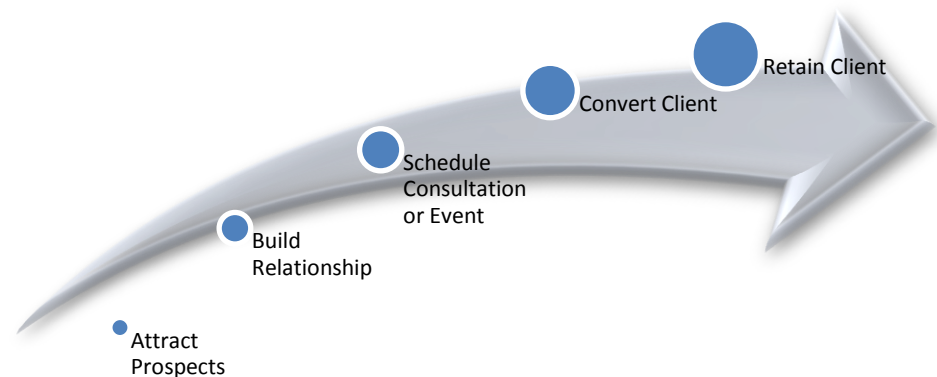 Retain Client
Convert Client
Schedule
Consultation
or Event
Build
Relationship
Attract
Prospects